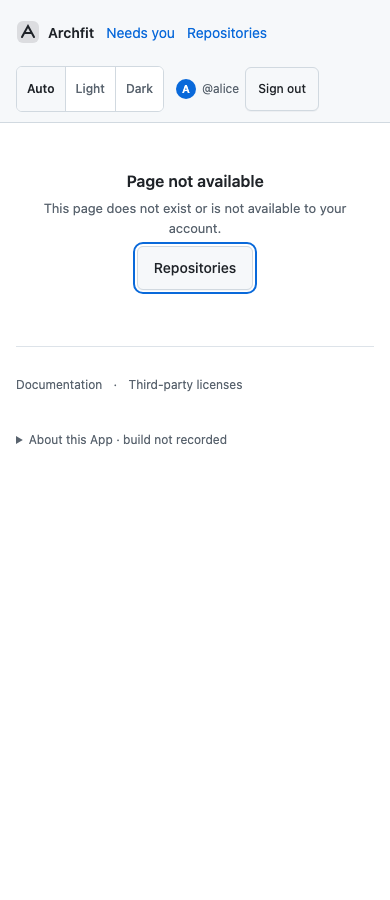 Archfit Needs you Repositories
Auto Light Dark A @alice Sign out
Page not available
This page does not exist or is not available to your
account.
Repositories
Documentation · Third-party licenses
About this App · build not recorded